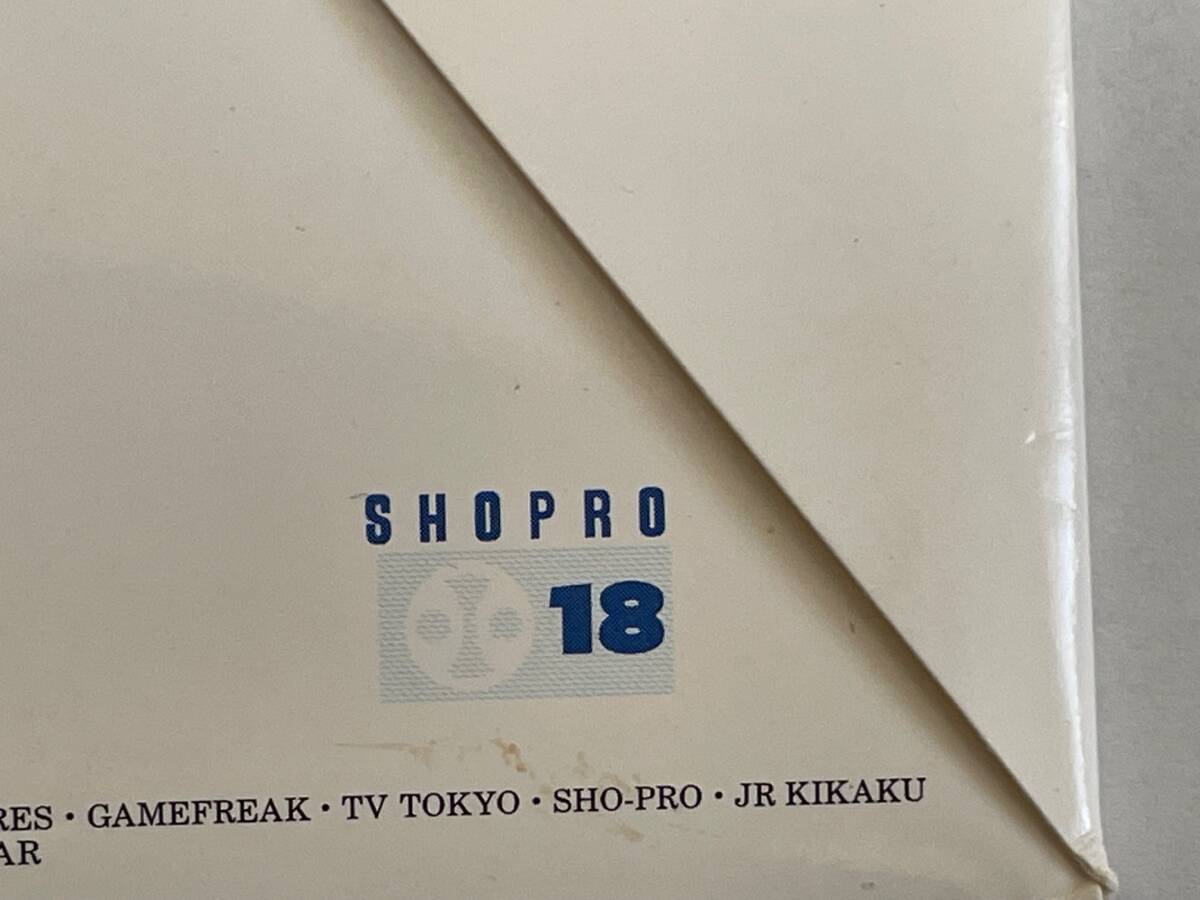 SHOPRO
18
RES・GAMEFREAK・TV TOKYO・SHO-PRO・JR KIKAKU
AR